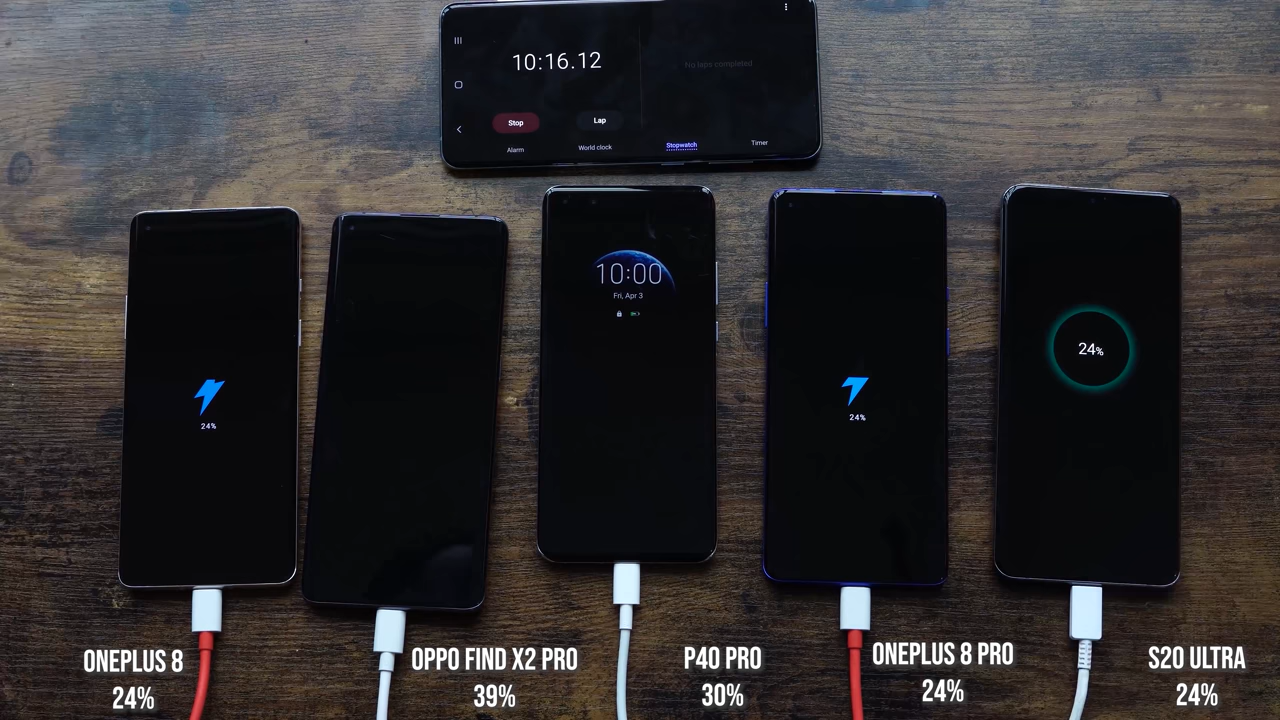 10:16.12
No laps completed
Stop
Lap
Alarm
World clock
Stopwatch
Timer
10:00
Fri, Apr 3
24%
24%
24%
ONEPLUS 8
24%
OPPO FIND X2 PRO
39%
P40 PRO
30%
ONEPLUS 8 PRO
24%
S20 ULTRA
24%